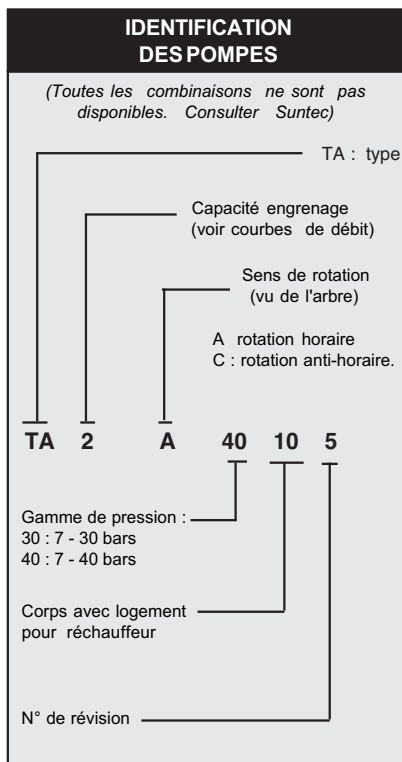 IDENTIFICATION
DES POMPES
(Toutes les combinaisons ne sont pas
disponibles. Consulter Suntec)
TA : type
Capacité engrenage
(voir courbes de débit)
Sens de rotation
(vu de l'arbre)
A rotation horaire
C : rotation anti-horaire.
TA 2 A 40 10 5
Gamme de pression :
30 : 7 - 30 bars
40 : 7 - 40 bars
Corps avec logement
pour réchauffeur
N° de révision